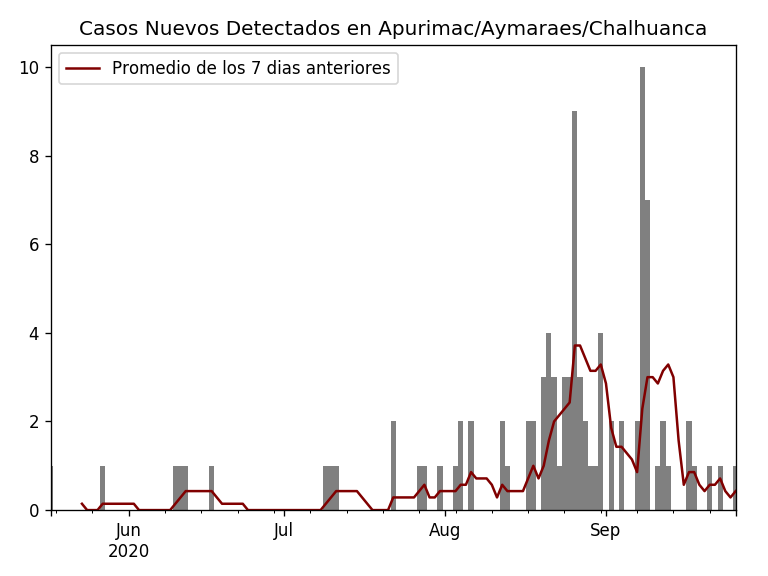 Casos Nuevos Detectados en Apurimac/Aymaraes/Chalhuanca
Promedio de los 7 dias anteriores
10
8
6
4
2
0
Jun
2020
Jul
Aug
Sep